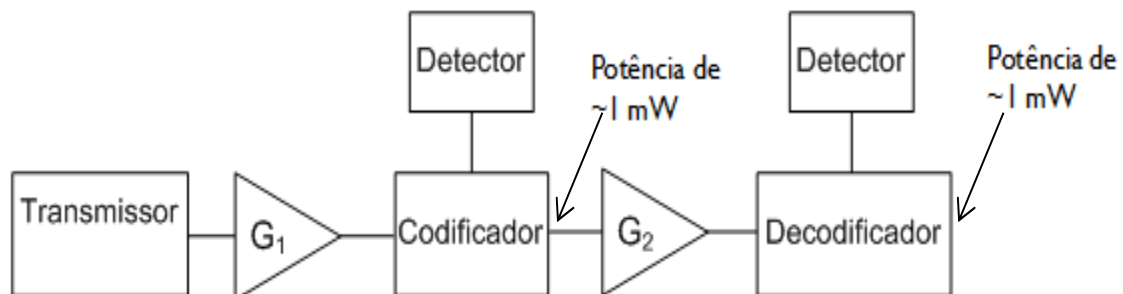 Detector
Potência de
~1 mW
Detector
Potência de
~1 mW
Transmissor
G₁
Codificador
G₂
Decodificador